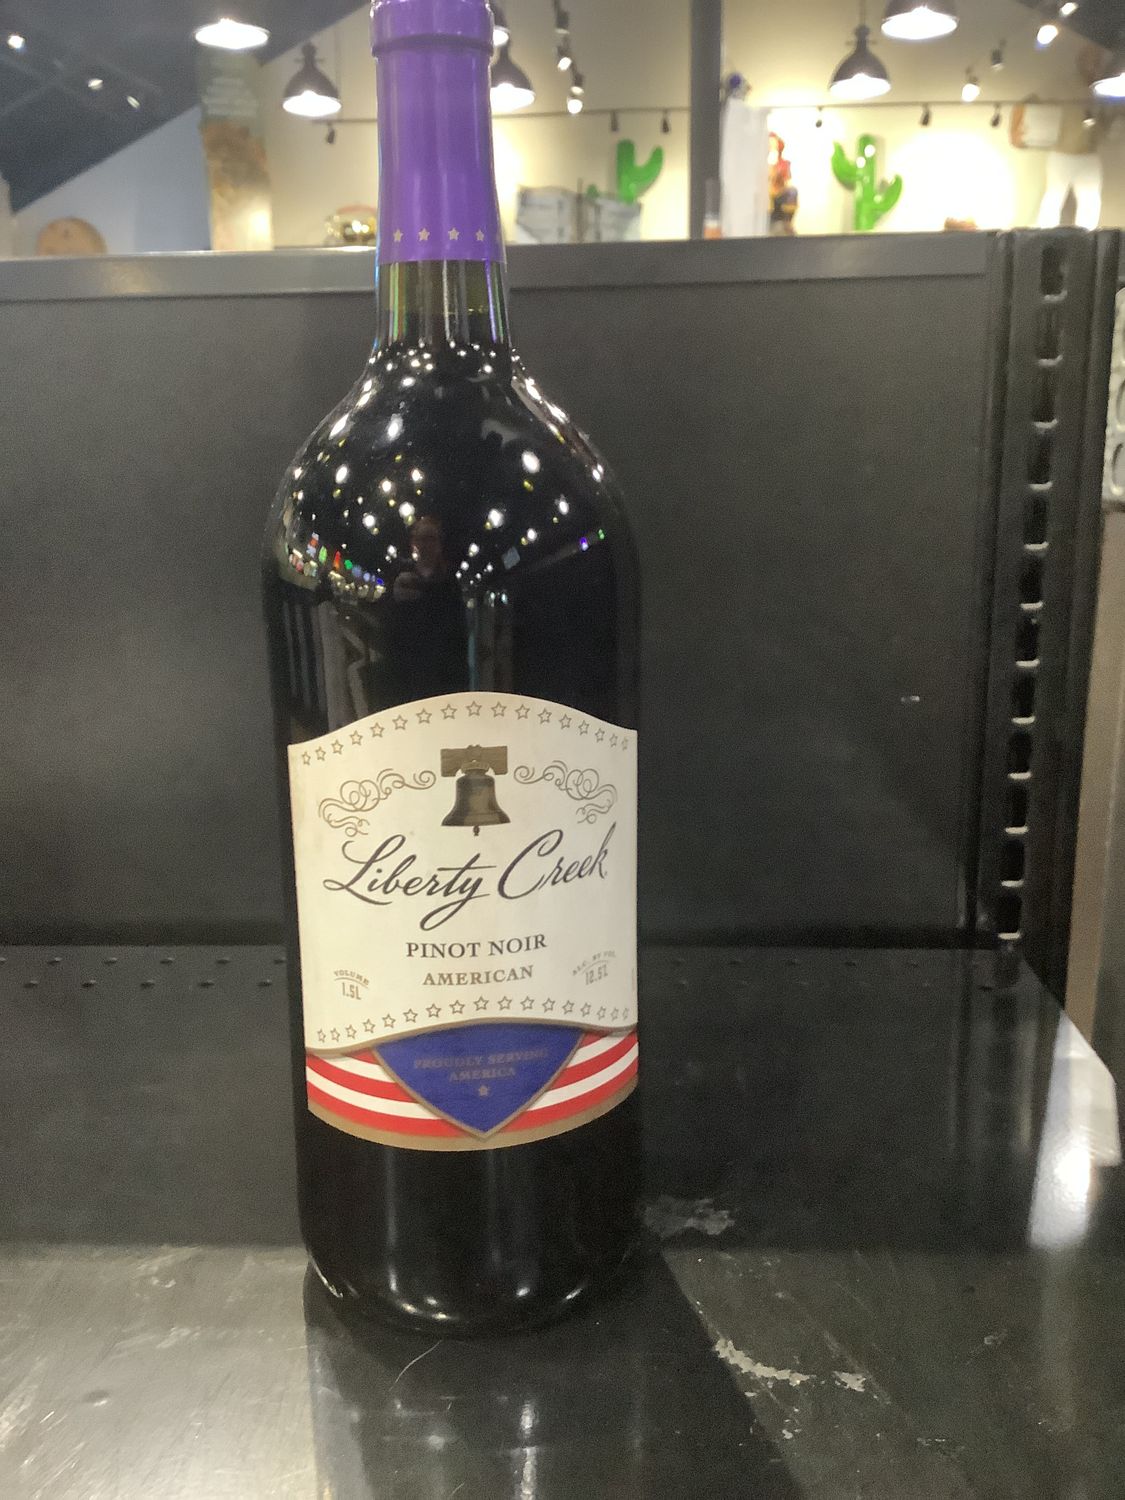 Liberty Creek
PINOT NOIR
AMERICAN
VOLUME
1.5L
ALC. BY VOL.
12.5%
PROUDLY SERVING
AMERICA